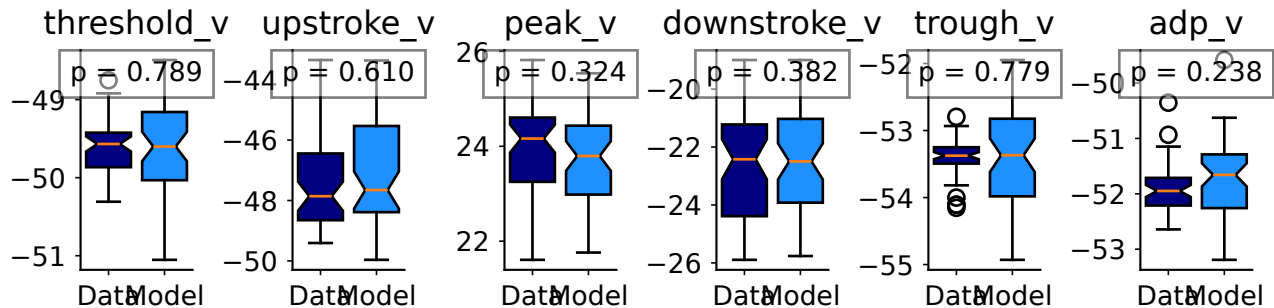 threshold_v
p = 0.789
−49
−50
−51
Data
Model
upstroke_v
p = 0.610
−44
−46
−48
−50
Data
Model
peak_v
p = 0.324
26
24
22
Data
Model
downstroke_v
p = 0.382
−20
−22
−24
−26
Data
Model
trough_v
p = 0.779
−52
−53
−54
−55
Data
Model
adp_v
p = 0.238
−50
−51
−52
−53
Data
Model